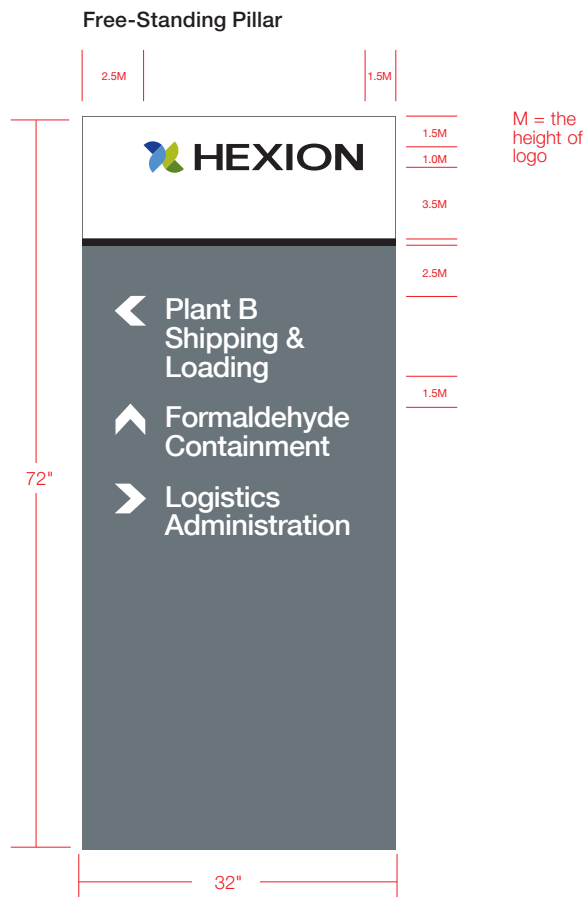 Free-Standing Pillar
2.5M
1.5M
M = the
height of
logo
1.5M
1.0M
3.5M
2.5M
1.5M
HEXION
Plant B
Shipping &
Loading
Formaldehyde
Containment
Logistics
Administration
72"
32"